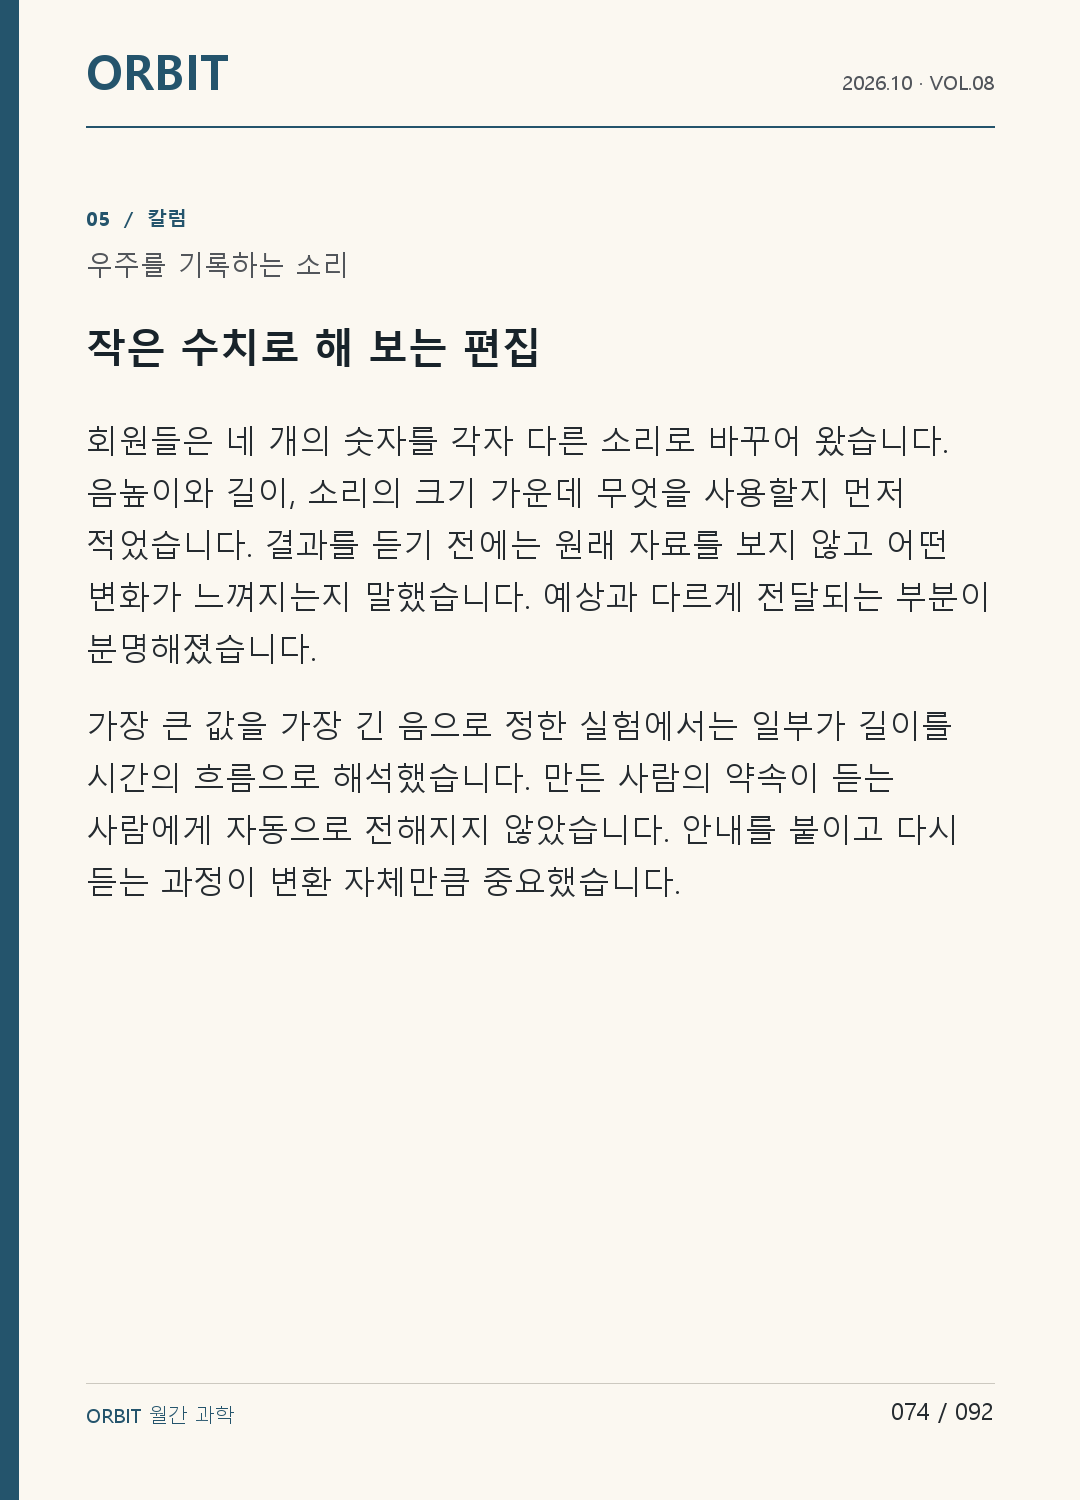 ORBIT
2026.10 · VOL.08
05 / 칼럼
우주를 기록하는 소리
작은 수치로 해 보는 편집
회원들은 네 개의 숫자를 각자 다른 소리로 바꾸어 왔습니다.
음높이와 길이, 소리의 크기 가운데 무엇을 사용할지 먼저
적었습니다. 결과를 듣기 전에는 원래 자료를 보지 않고 어떤
변화가 느껴지는지 말했습니다. 예상과 다르게 전달되는 부분이
분명해졌습니다.
가장 큰 값을 가장 긴 음으로 정한 실험에서는 일부가 길이를
시간의 흐름으로 해석했습니다. 만든 사람의 약속이 듣는
사람에게 자동으로 전해지지 않았습니다. 안내를 붙이고 다시
듣는 과정이 변환 자체만큼 중요했습니다.
ORBIT 월간 과학
074 / 092